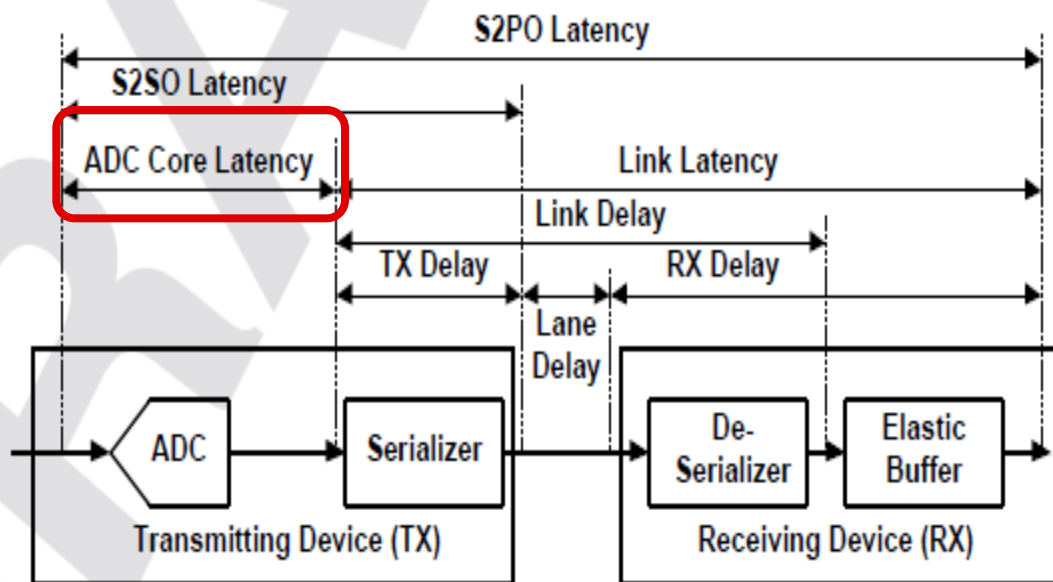 S2PO Latency
S2SO Latency
ADC Core Latency
Link Latency
Link Delay
TX Delay
RX Delay
Lane
Delay
ADC
Serializer
De-
Serializer
Elastic
Buffer
Transmitting Device (TX)
Receiving Device (RX)